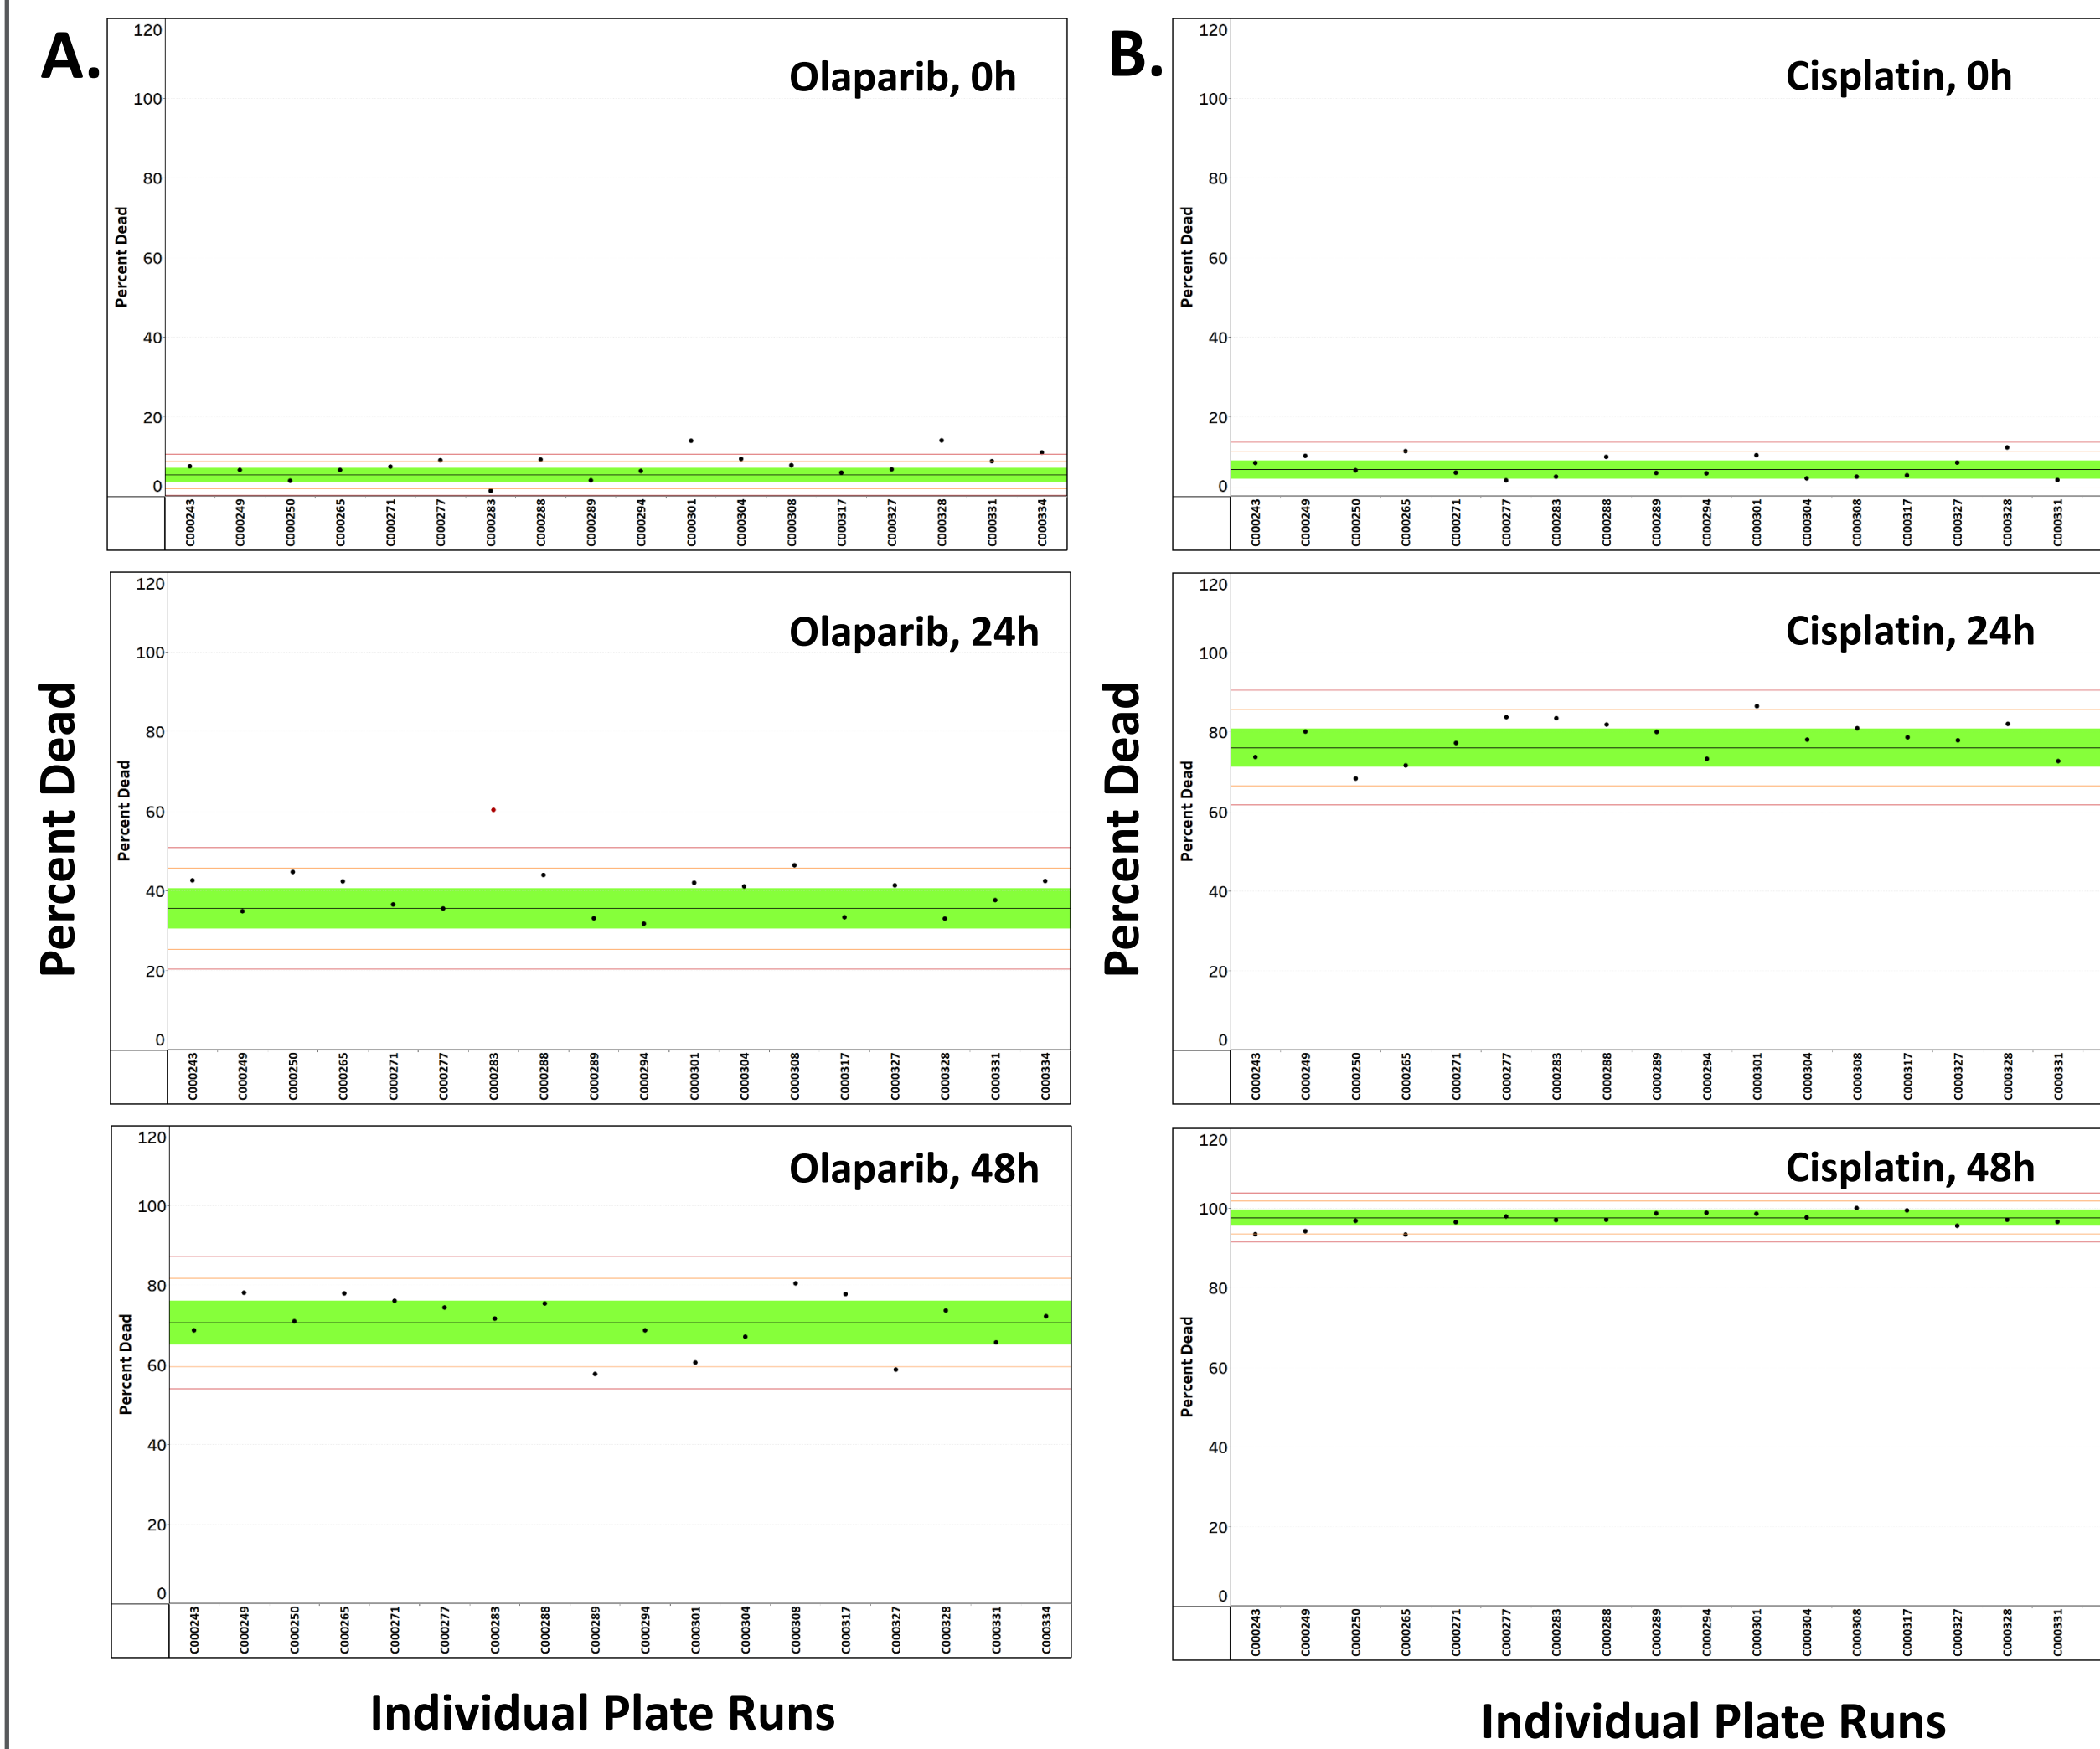 A.
Olaparib, 0h
120
100
80
60
40
20
0
Percent Dead
C000243 C000249 C000250 C000265 C000271 C000277 C000283 C000288 C000289 C000294 C000301 C000304 C000308 C000317 C000327 C000328 C000331 C000334
Olaparib, 24h
120
100
80
60
40
20
0
Percent Dead
C000243 C000249 C000250 C000265 C000271 C000277 C000283 C000288 C000289 C000294 C000301 C000304 C000308 C000317 C000327 C000328 C000331 C000334
Olaparib, 48h
120
100
80
60
40
20
0
Percent Dead
C000243 C000249 C000250 C000265 C000271 C000277 C000283 C000288 C000289 C000294 C000301 C000304 C000308 C000317 C000327 C000328 C000331 C000334
Percent Dead
Individual Plate Runs
B.
Cisplatin, 0h
120
100
80
60
40
20
0
Percent Dead
C000243 C000249 C000250 C000265 C000271 C000277 C000283 C000288 C000289 C000294 C000301 C000304 C000308 C000317 C000327 C000328 C000331
Cisplatin, 24h
120
100
80
60
40
20
0
Percent Dead
C000243 C000249 C000250 C000265 C000271 C000277 C000283 C000288 C000289 C000294 C000301 C000304 C000308 C000317 C000327 C000328 C000331
Cisplatin, 48h
120
100
80
60
40
20
0
Percent Dead
C000243 C000249 C000250 C000265 C000271 C000277 C000283 C000288 C000289 C000294 C000301 C000304 C000308 C000317 C000327 C000328 C000331
Percent Dead
Individual Plate Runs